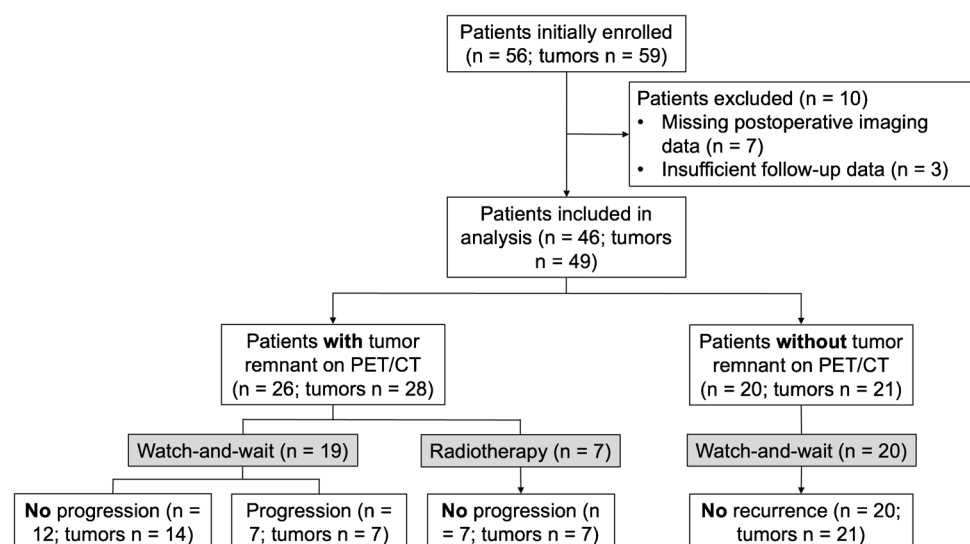 Patients initially enrolled
(n = 56; tumors n = 59)
Patients excluded (n = 10)
• Missing postoperative imaging
data (n = 7)
• Insufficient follow-up data (n = 3)
Patients included in
analysis (n = 46; tumors
n = 49)
Patients with tumor
remnant on PET/CT
(n = 26; tumors n = 28)
Patients without tumor
remnant on PET/CT
(n = 20; tumors n = 21)
Watch-and-wait (n = 19)
Radiotherapy (n = 7)
Watch-and-wait (n = 20)
No progression (n =
12; tumors n = 14)
Progression (n =
7; tumors n = 7)
No progression (n
= 7; tumors n = 7)
No recurrence (n = 20;
tumors n = 21)